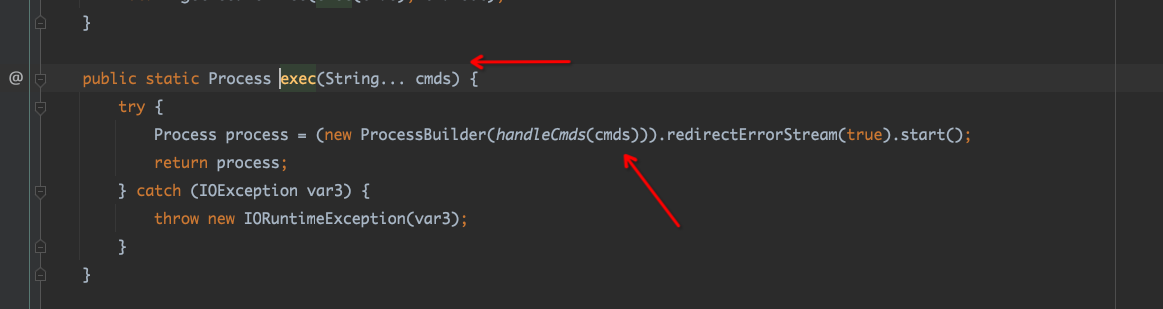 }
@
public static Process exec(String... cmds) {
try {
Process process = (new ProcessBuilder(handleCmds(cmds))).redirectErrorStream(true).start();
return process;
} catch (IOException var3) {
throw new IORuntimeException(var3);
}
}